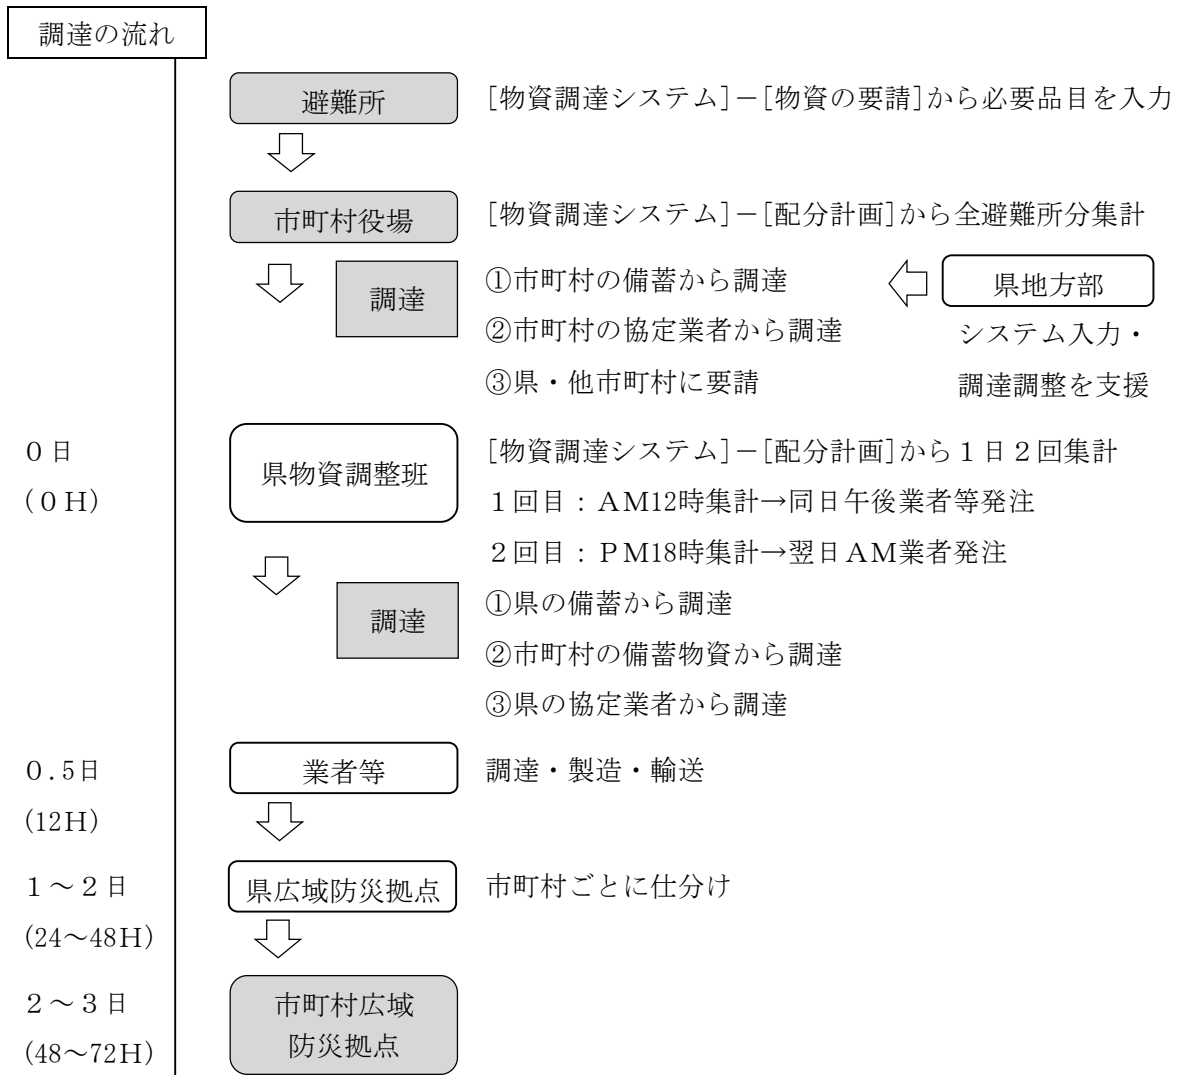 調達の流れ
避難所
[物資調達システム]－[物資の要請]から必要品目を入力
市町村役場
[物資調達システム]－[配分計画]から全避難所分集計
調達
①市町村の備蓄から調達
②市町村の協定業者から調達
③県・他市町村に要請
県地方部
システム入力・
調達調整を支援
０日
(０H)
県物資調整班
[物資調達システム]－[配分計画]から１日２回集計
１回目：ＡＭ12時集計→同日午後業者等発注
２回目：ＰＭ18時集計→翌日ＡＭ業者発注
調達
①県の備蓄から調達
②市町村の備蓄物資から調達
③県の協定業者から調達
０.５日
(12H)
業者等
調達・製造・輸送
１～２日
(24～48H)
県広域防災拠点
市町村ごとに仕分け
２～３日
(48～72H)
市町村広域
防災拠点